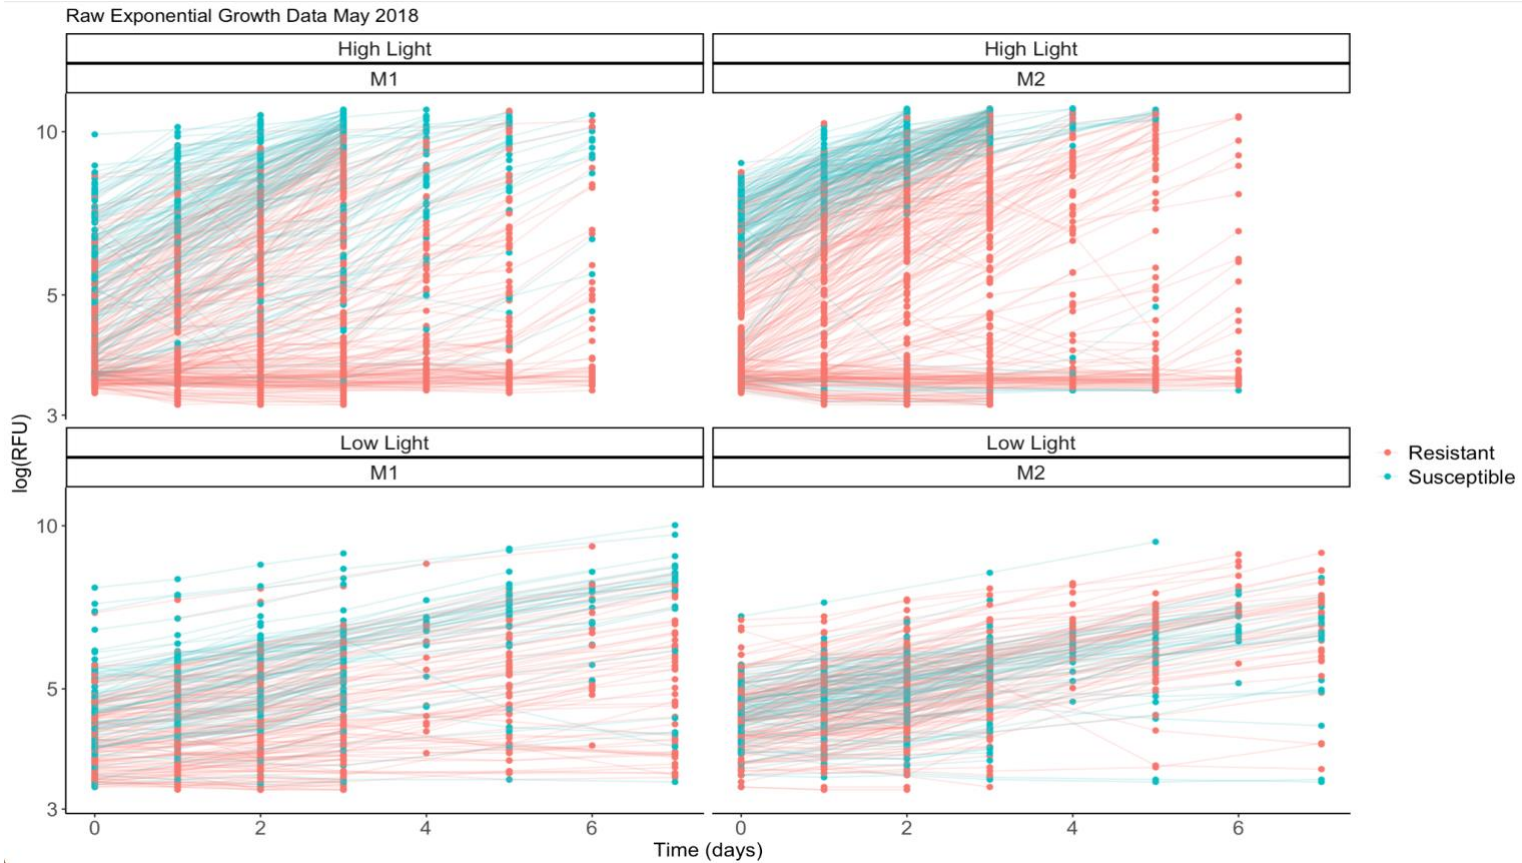 Raw Exponential Growth Data May 2018
High Light
High Light
M1
M2
10
5
3
Low Light
Low Light
M1
M2
10
5
3
log(RFU)
Resistant
Susceptible
0 2 4 6
0 2 4 6
Time (days)